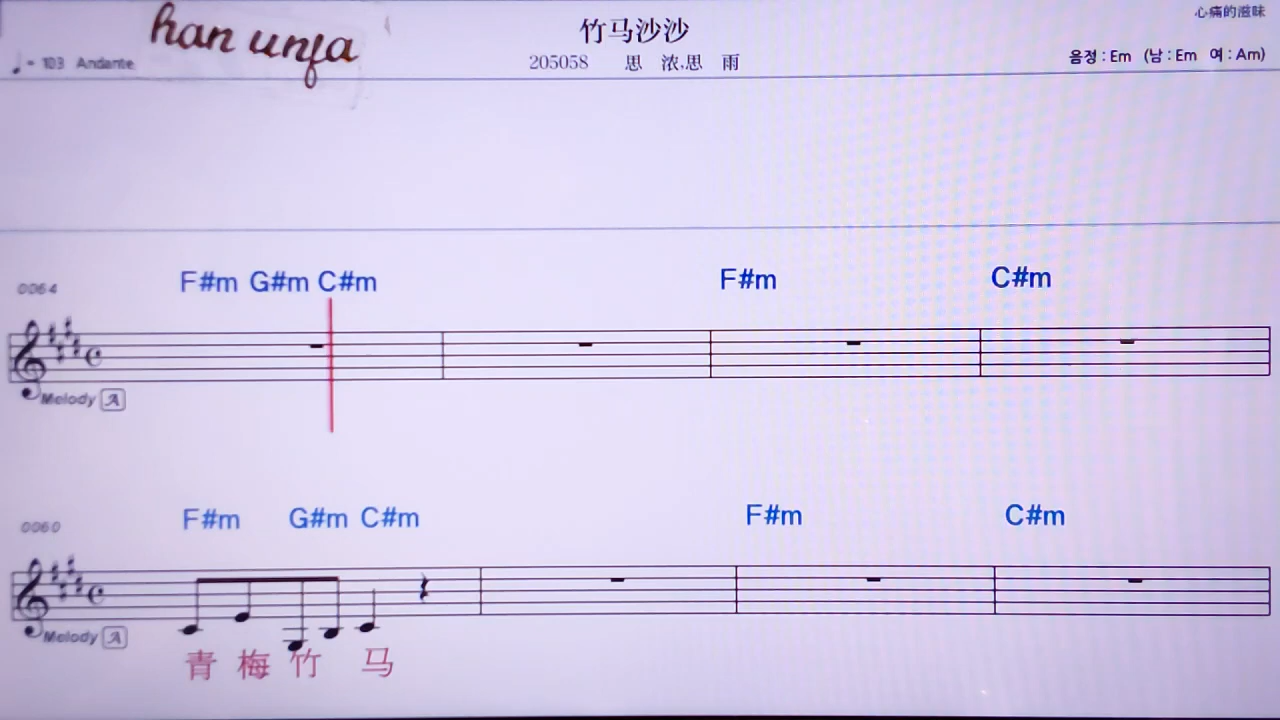 han unfa
竹马沙沙
心痛的滋味
♩= 103 Andante
205058 思 浓.思 雨
음정 : Em (남 : Em 여 : Am)
0064
F#m G#m C#m F#m C#m
Melody A
0060
F#m G#m C#m F#m C#m
Melody A
青 梅 竹 马